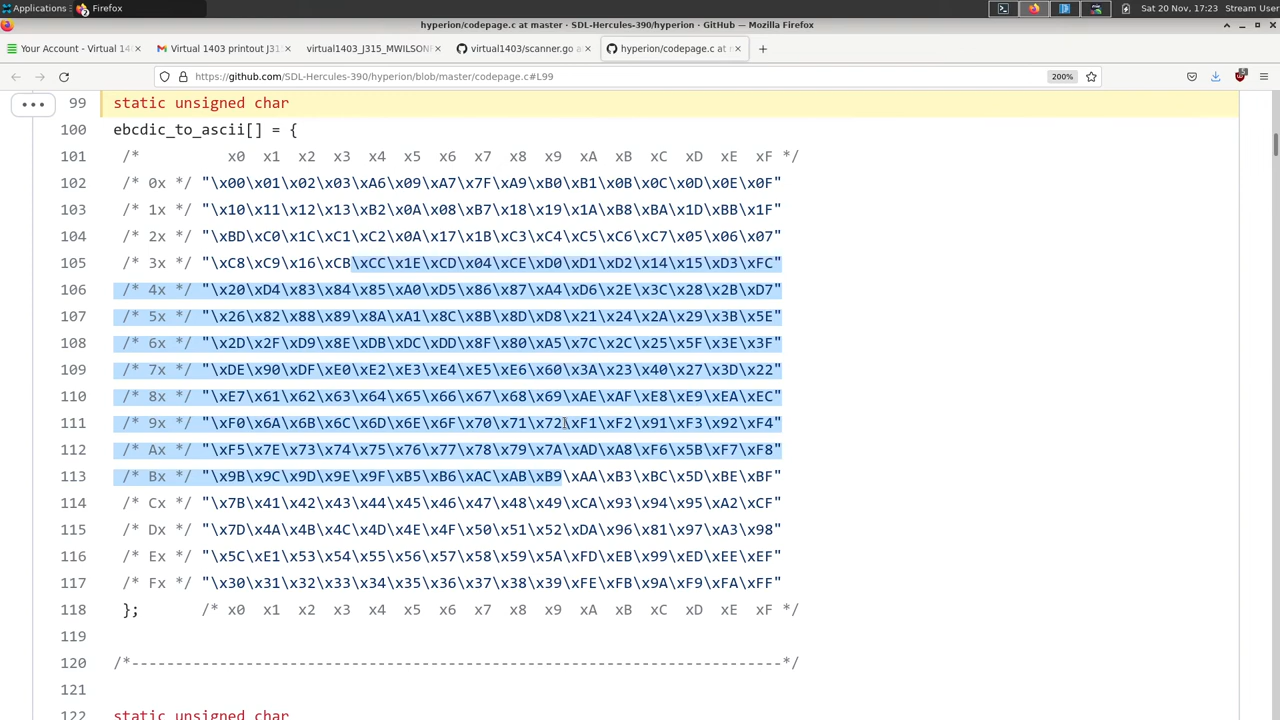 Applications
Firefox
Sat 20 Nov, 17:23 Stream User
hyperion/codepage.c at master · SDL-Hercules-390/hyperion · GitHub — Mozilla Firefox
Your Account - Virtual 14
Virtual 1403 printout J31
virtual1403_J315_MWILSON
virtual1403/scanner.go a
hyperion/codepage.c at m
https://github.com/SDL-Hercules-390/hyperion/blob/master/codepage.c#L99
200%
99 static unsigned char
100 ebcdic_to_ascii[] = {
101 /* x0 x1 x2 x3 x4 x5 x6 x7 x8 x9 xA xB xC xD xE xF */
102 /* 0x */ "\x00\x01\x02\x03\xA6\x09\xA7\x7F\xA9\xB0\xB1\x0B\x0C\x0D\x0E\x0F"
103 /* 1x */ "\x10\x11\x12\x13\xB2\x0A\x08\xB7\x18\x19\x1A\xB8\xBA\x1D\xBB\x1F"
104 /* 2x */ "\xBD\xC0\x1C\xC1\xC2\x0A\x17\x1B\xC3\xC4\xC5\xC6\xC7\x05\x06\x07"
105 /* 3x */ "\xC8\xC9\x16\xCB\xCC\x1E\xCD\x04\xCE\xD0\xD1\xD2\x14\x15\xD3\xFC"
106 /* 4x */ "\x20\xD4\x83\x84\x85\xA0\xD5\x86\x87\xA4\xD6\x2E\x3C\x28\x2B\xD7"
107 /* 5x */ "\x26\x82\x88\x89\x8A\xA1\x8C\x8B\x8D\xD8\x21\x24\x2A\x29\x3B\x5E"
108 /* 6x */ "\x2D\x2F\xD9\x8E\xDB\xDC\xDD\x8F\x80\xA5\x7C\x2C\x25\x5F\x3E\x3F"
109 /* 7x */ "\xDE\x90\xDF\xE0\xE2\xE3\xE4\xE5\xE6\x60\x3A\x23\x40\x27\x3D\x22"
110 /* 8x */ "\xE7\x61\x62\x63\x64\x65\x66\x67\x68\x69\xAE\xAF\xE8\xE9\xEA\xEC"
111 /* 9x */ "\xF0\x6A\x6B\x6C\x6D\x6E\x6F\x70\x71\x72\xF1\xF2\x91\xF3\x92\xF4"
112 /* Ax */ "\xF5\x7E\x73\x74\x75\x76\x77\x78\x79\x7A\xAD\xA8\xF6\x5B\xF7\xF8"
113 /* Bx */ "\x9B\x9C\x9D\x9E\x9F\xB5\xB6\xAC\xAB\xB9\xAA\xB3\xBC\x5D\xBE\xBF"
114 /* Cx */ "\x7B\x41\x42\x43\x44\x45\x46\x47\x48\x49\xCA\x93\x94\x95\xA2\xCF"
115 /* Dx */ "\x7D\x4A\x4B\x4C\x4D\x4E\x4F\x50\x51\x52\xDA\x96\x81\x97\xA3\x98"
116 /* Ex */ "\x5C\xE1\x53\x54\x55\x56\x57\x58\x59\x5A\xFD\xEB\x99\xED\xEE\xEF"
117 /* Fx */ "\x30\x31\x32\x33\x34\x35\x36\x37\x38\x39\xFE\xFB\x9A\xF9\xFA\xFF"
118 }; /* x0 x1 x2 x3 x4 x5 x6 x7 x8 x9 xA xB xC xD xE xF */
119
120 /*-------------------------------------------------------------------*/
121
122 static unsigned char